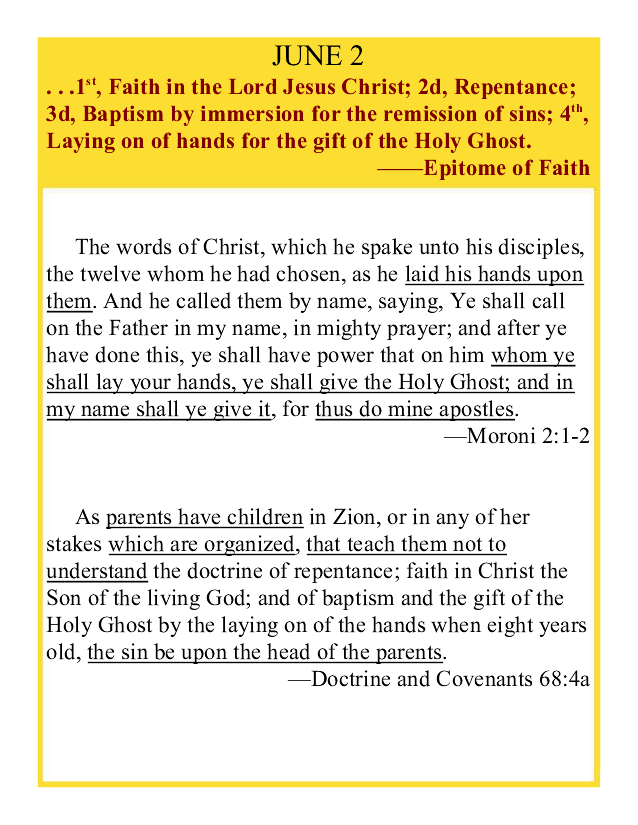 JUNE 2
. . .1st, Faith in the Lord Jesus Christ; 2d, Repentance;
3d, Baptism by immersion for the remission of sins; 4th,
Laying on of hands for the gift of the Holy Ghost.
——Epitome of Faith
The words of Christ, which he spake unto his disciples,
the twelve whom he had chosen, as he laid his hands upon
them. And he called them by name, saying, Ye shall call
on the Father in my name, in mighty prayer; and after ye
have done this, ye shall have power that on him whom ye
shall lay your hands, ye shall give the Holy Ghost; and in
my name shall ye give it, for thus do mine apostles.
—Moroni 2:1-2
As parents have children in Zion, or in any of her
stakes which are organized, that teach them not to
understand the doctrine of repentance; faith in Christ the
Son of the living God; and of baptism and the gift of the
Holy Ghost by the laying on of the hands when eight years
old, the sin be upon the head of the parents.
—Doctrine and Covenants 68:4a